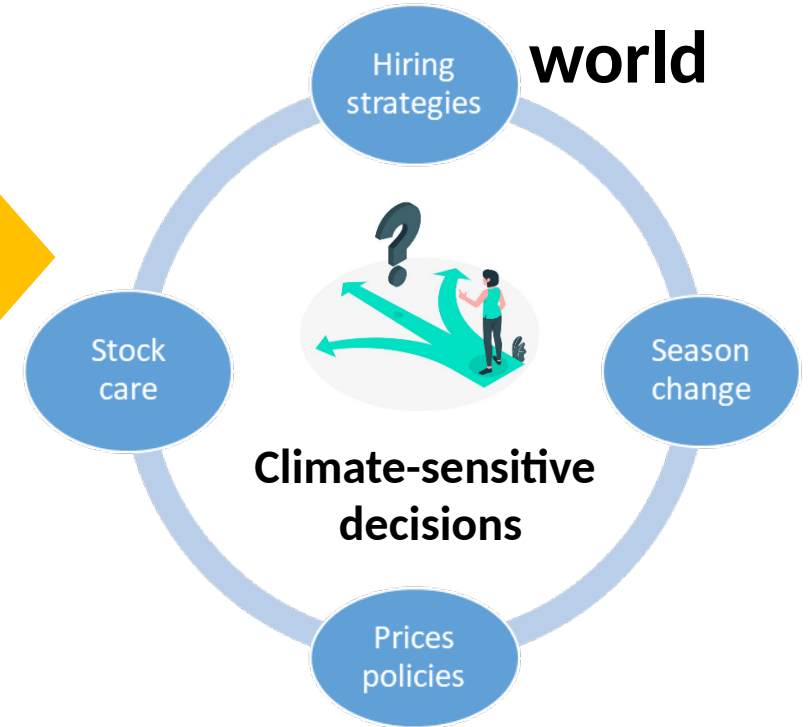 world
Hiring
strategies
Stock
care
Season
change
Climate-sensitive
decisions
Prices
policies